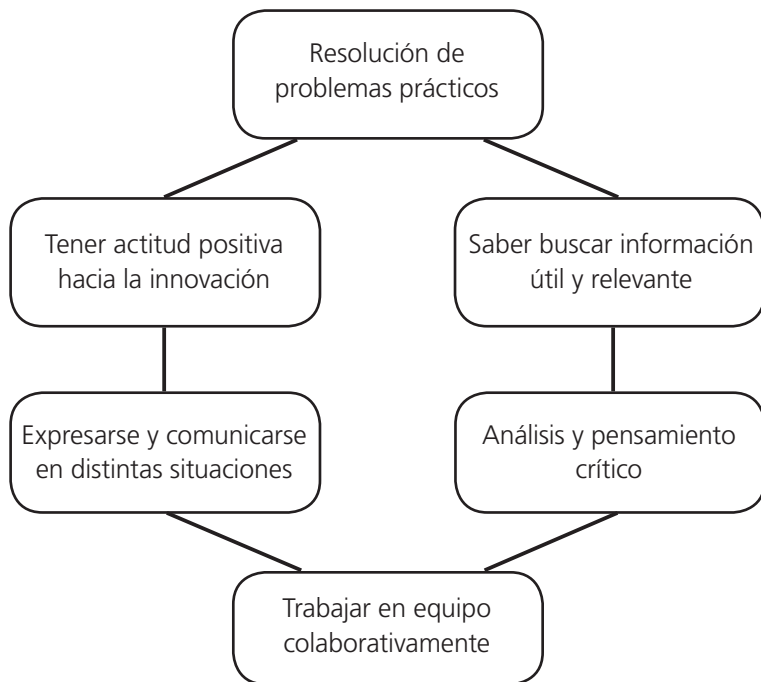 Resolución de
problemas prácticos
Tener actitud positiva
hacia la innovación
Saber buscar información
útil y relevante
Expresarse y comunicarse
en distintas situaciones
Análisis y pensamiento
crítico
Trabajar en equipo
colaborativamente